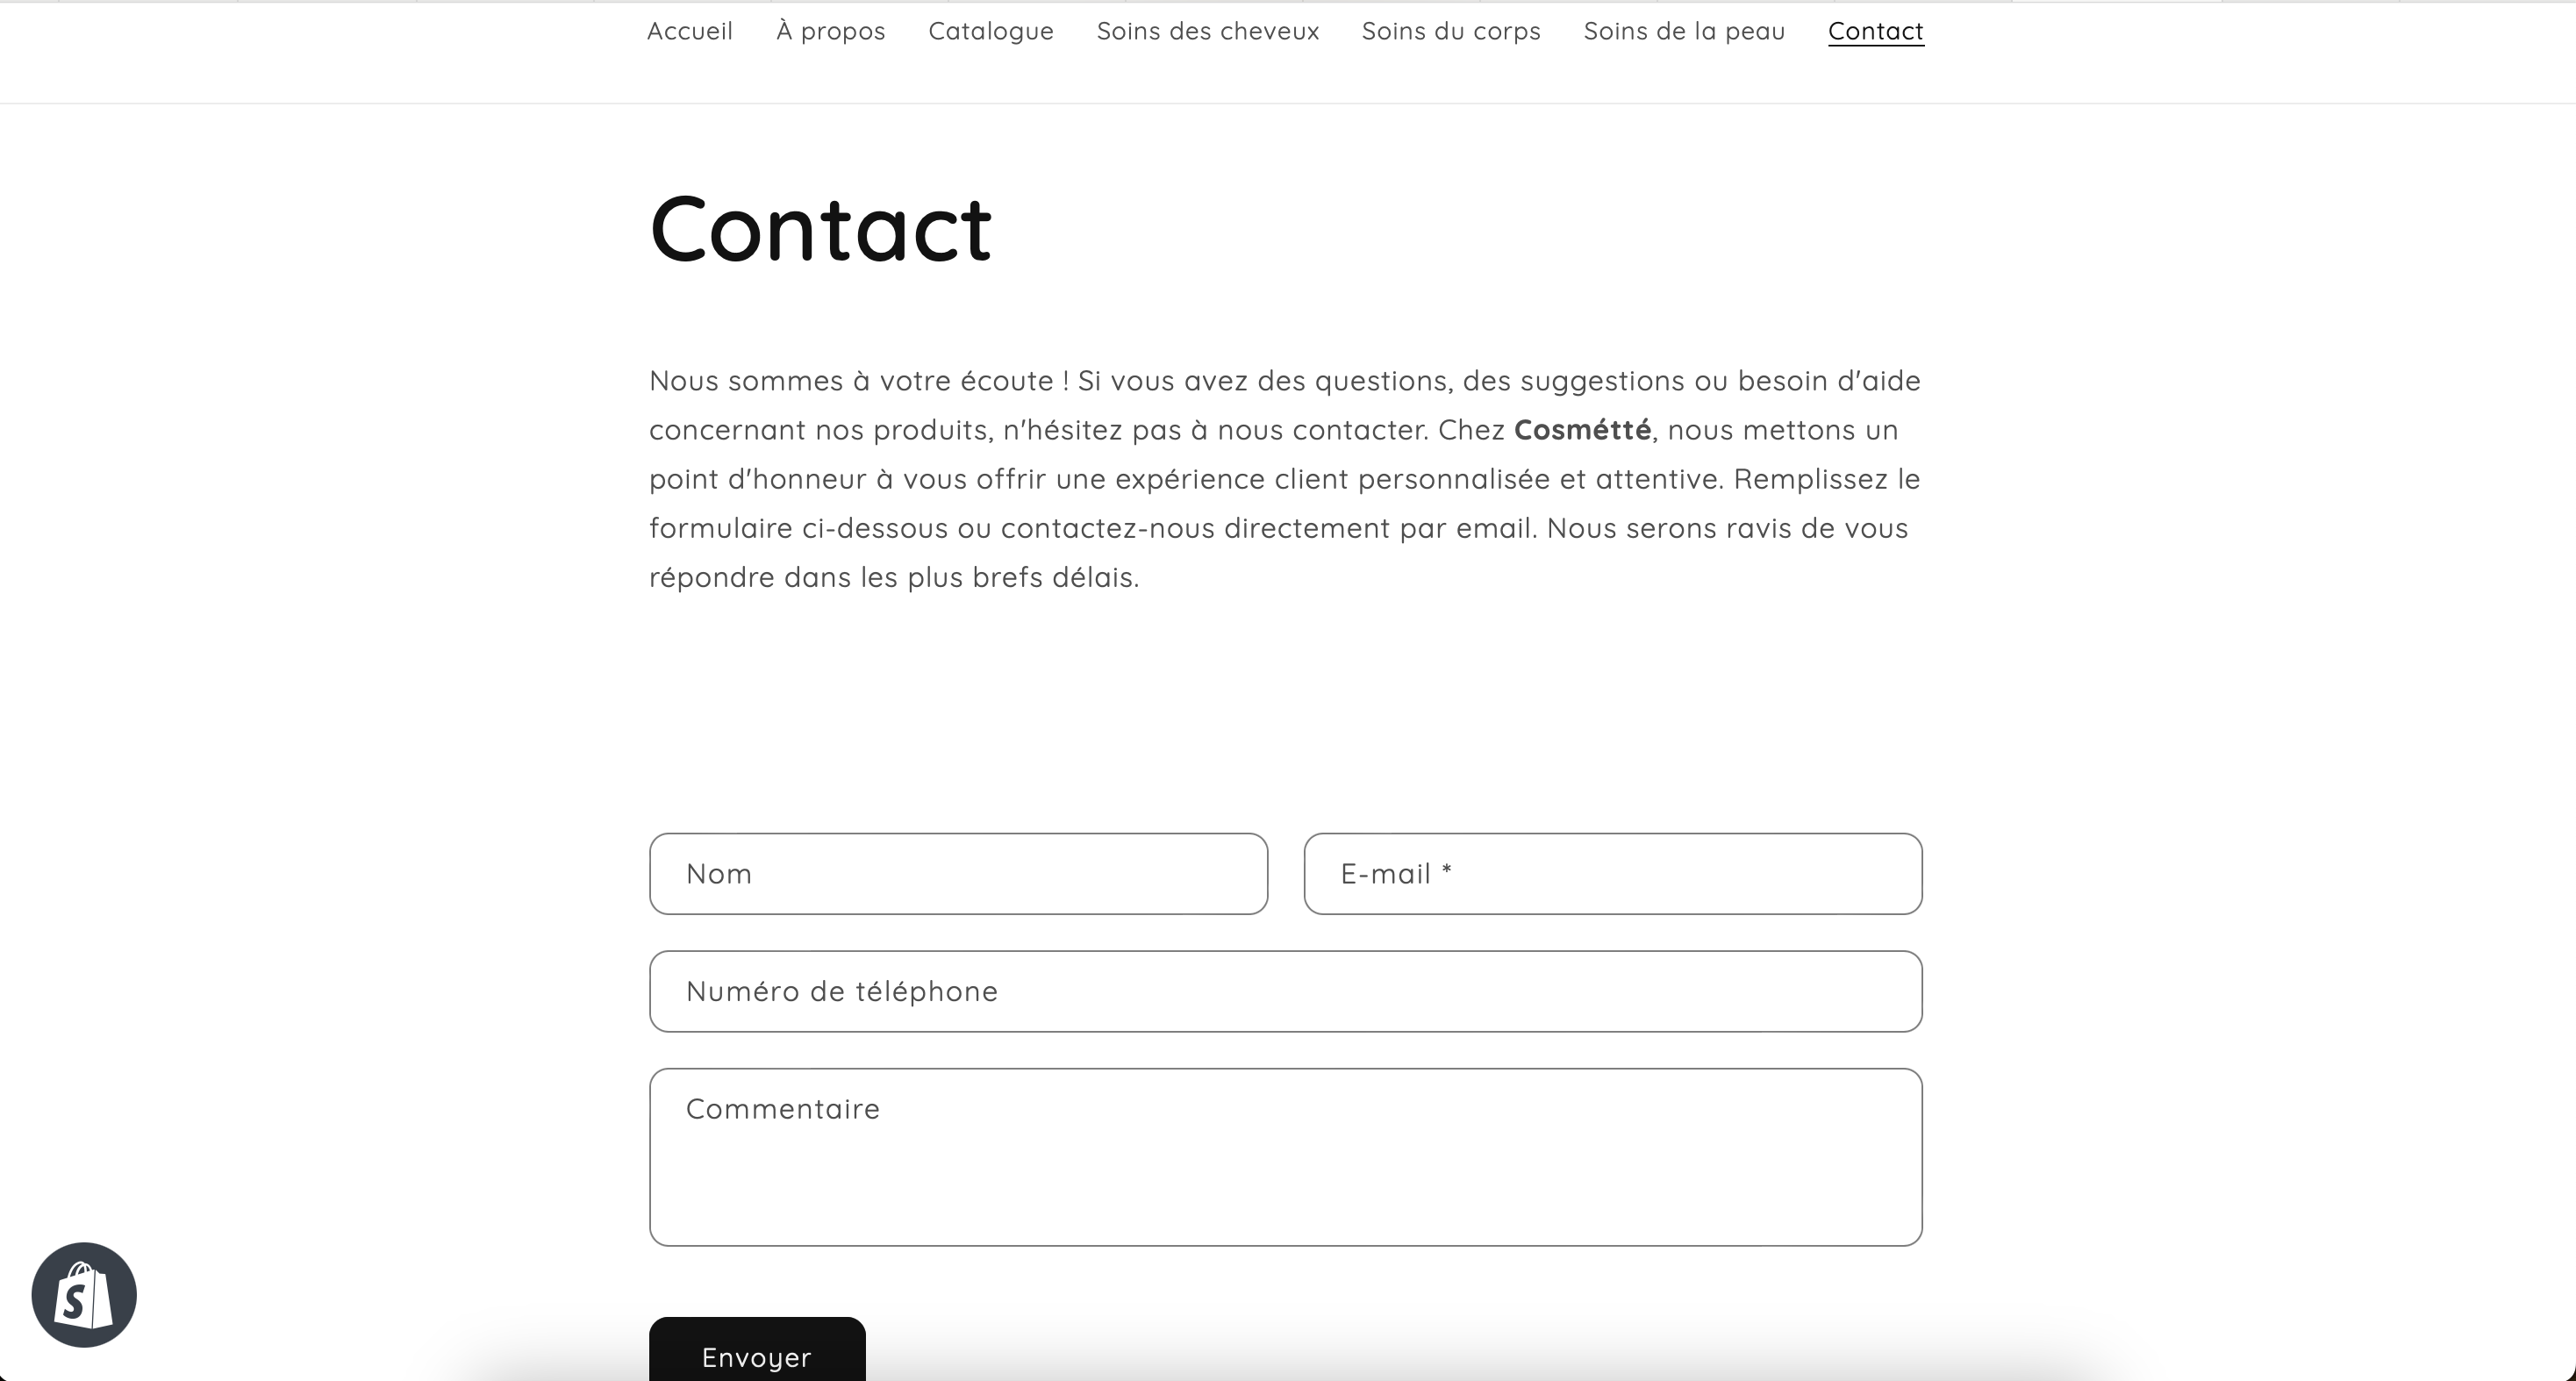 Accueil À propos Catalogue Soins des cheveux Soins du corps Soins de la peau Contact
Contact
Nous sommes à votre écoute ! Si vous avez des questions, des suggestions ou besoin d'aide
concernant nos produits, n'hésitez pas à nous contacter. Chez Cosmétté, nous mettons un
point d'honneur à vous offrir une expérience client personnalisée et attentive. Remplissez le
formulaire ci-dessous ou contactez-nous directement par email. Nous serons ravis de vous
répondre dans les plus brefs délais.
Nom E-mail *
Numéro de téléphone
Commentaire
Envoyer